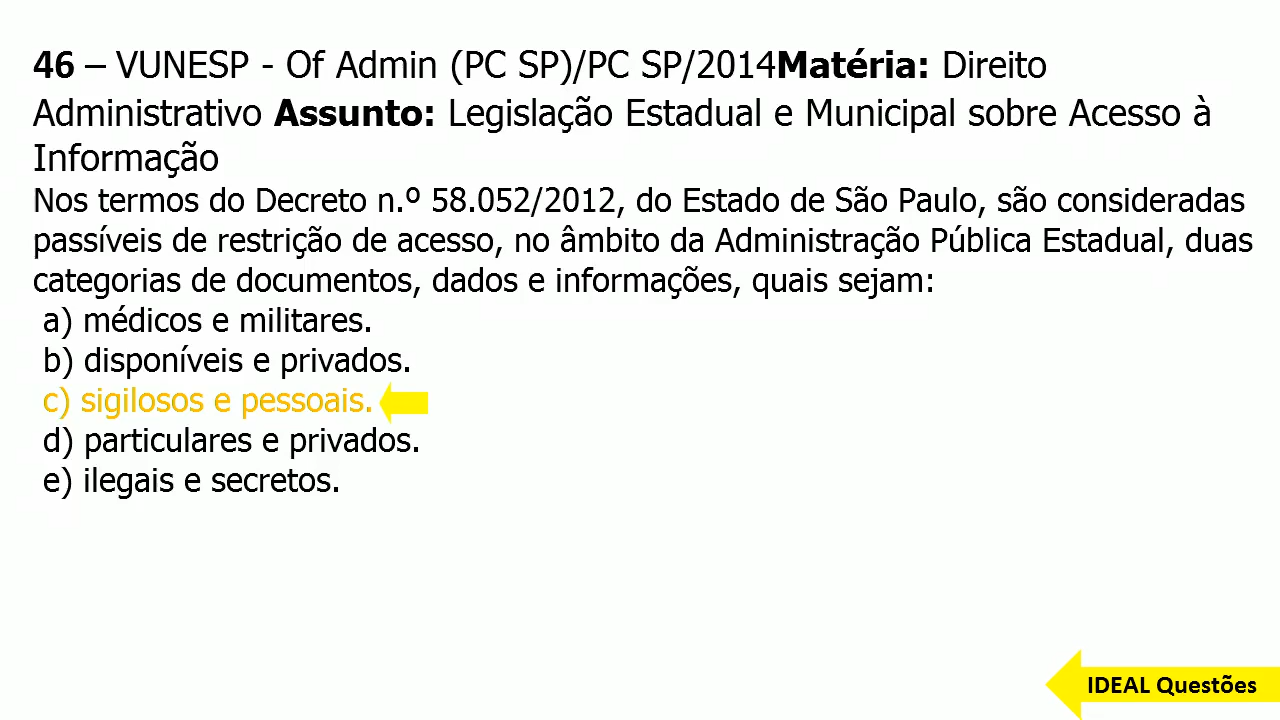 46 – VUNESP - Of Admin (PC SP)/PC SP/2014Matéria: Direito
Administrativo Assunto: Legislação Estadual e Municipal sobre Acesso à
Informação
Nos termos do Decreto n.º 58.052/2012, do Estado de São Paulo, são consideradas
passíveis de restrição de acesso, no âmbito da Administração Pública Estadual, duas
categorias de documentos, dados e informações, quais sejam:
a) médicos e militares.
b) disponíveis e privados.
c) sigilosos e pessoais.
d) particulares e privados.
e) ilegais e secretos.
IDEAL Questões